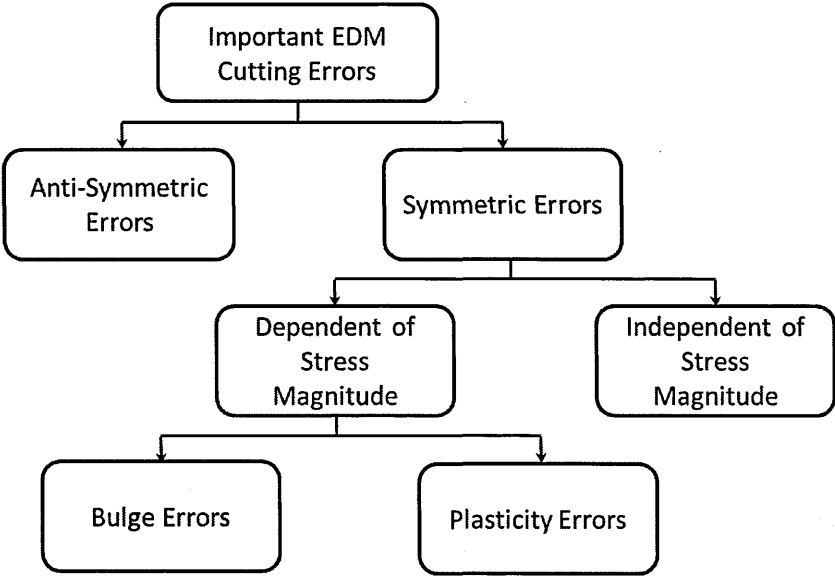 Important EDM
Cutting Errors
Anti-Symmetric
Errors
Symmetric Errors
Dependent of
Stress
Magnitude
Independent of
Stress
Magnitude
Bulge Errors
Plasticity Errors